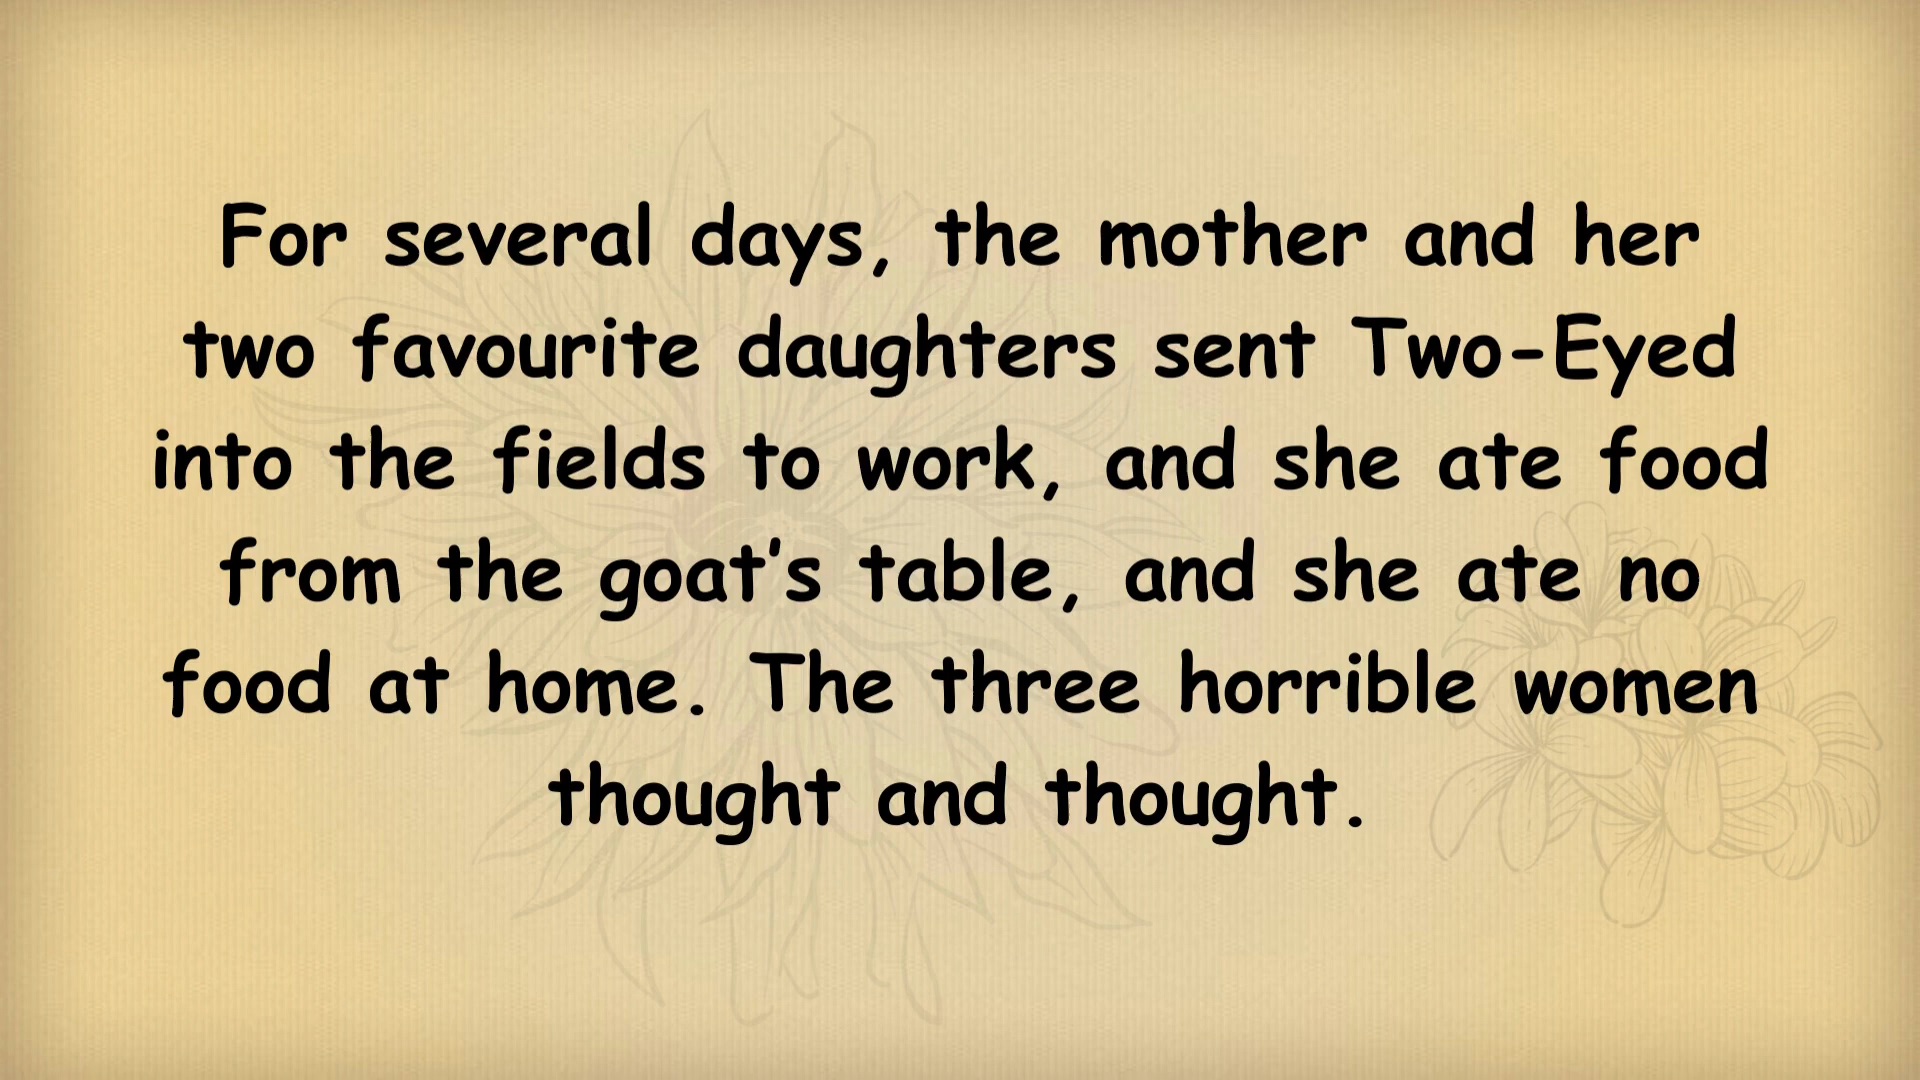 For several days, the mother and her
two favourite daughters sent Two-Eyed
into the fields to work, and she ate food
from the goat's table, and she ate no
food at home. The three horrible women
thought and thought.